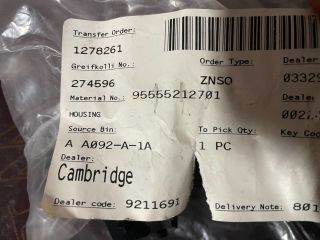 Transfer Order:
1278261
Greifkolli No.: Order Type: Dealer
274596 ZNSO 03329
Material No.: 95555212701 Dealer
HOUSING
Source Bin: To Pick Qty: Key Co
A A092-A-1A 1 PC
Dealer:
Cambridge
Dealer code: 9211691 Delivery Note: 801